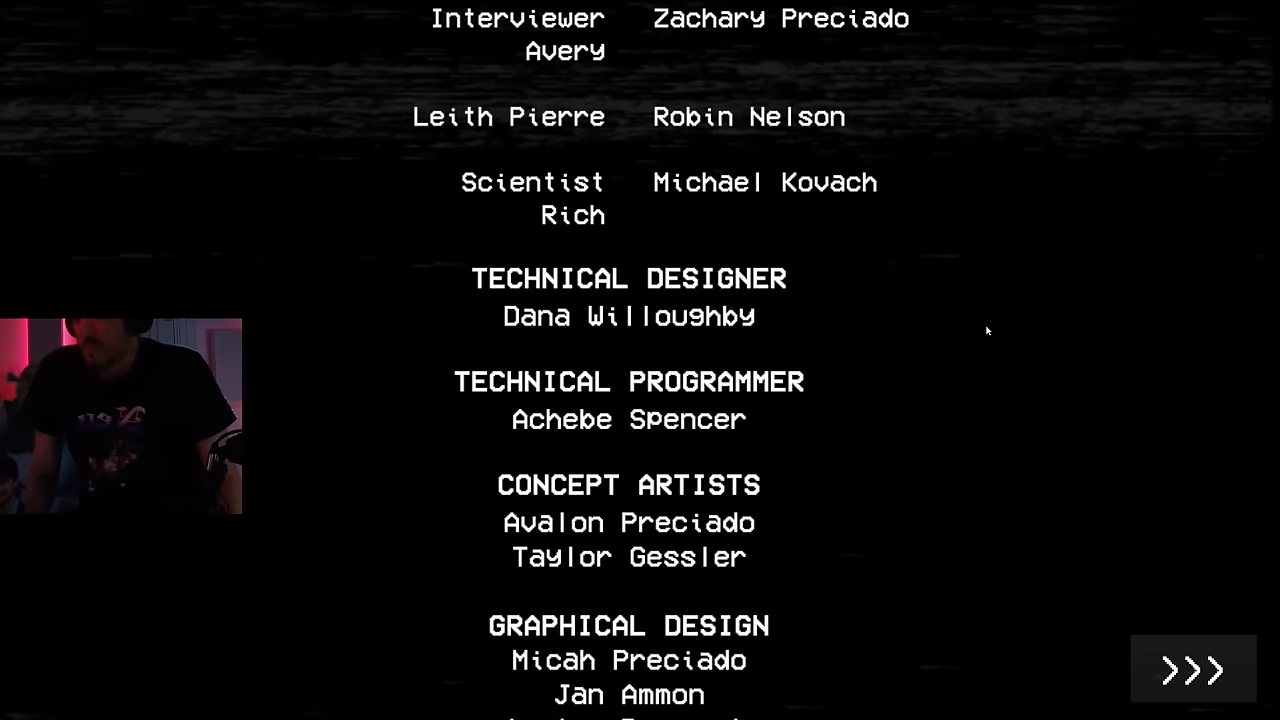 Interviewer Zachary Preciado
Avery
Leith Pierre Robin Nelson
Scientist Michael Kovach
Rich
TECHNICAL DESIGNER
Dana Willoughby
TECHNICAL PROGRAMMER
Achebe Spencer
CONCEPT ARTISTS
Avalon Preciado
Taylor Gessler
GRAPHICAL DESIGN
Micah Preciado
Jan Ammon
>>>